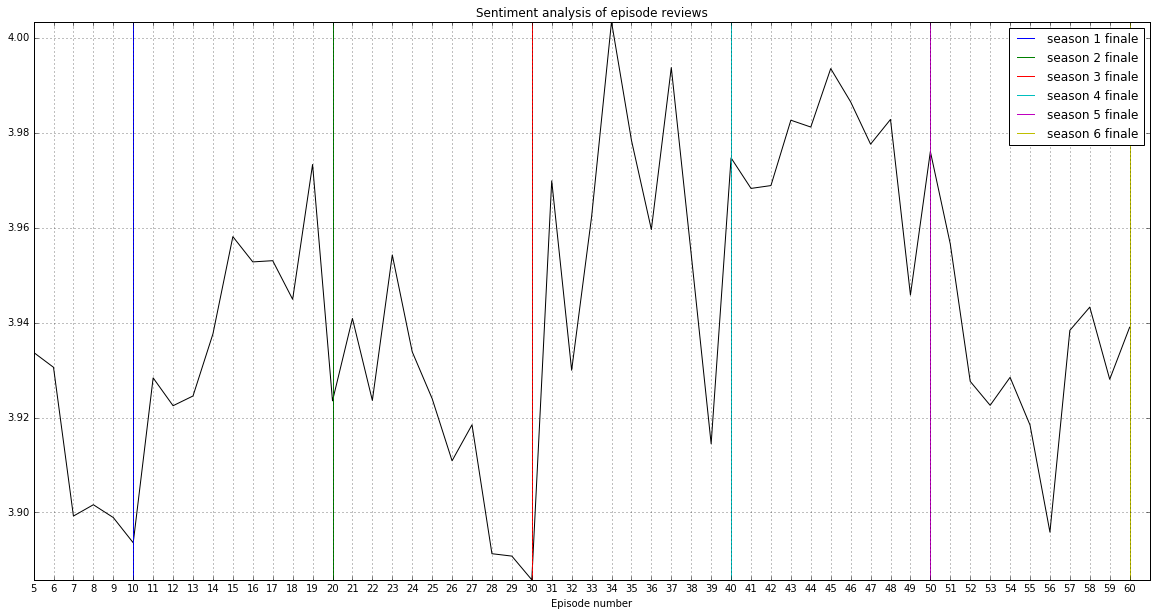 Sentiment analysis of episode reviews
4.00
3.98
3.96
3.94
3.92
3.90
season 1 finale
season 2 finale
season 3 finale
season 4 finale
season 5 finale
season 6 finale
5 6 7 8 9 10 11 12 13 14 15 16 17 18 19 20 21 22 23 24 25 26 27 28 29 30 31 32 33 34 35 36 37 38 39 40 41 42 43 44 45 46 47 48 49 50 51 52 53 54 55 56 57 58 59 60
Episode number